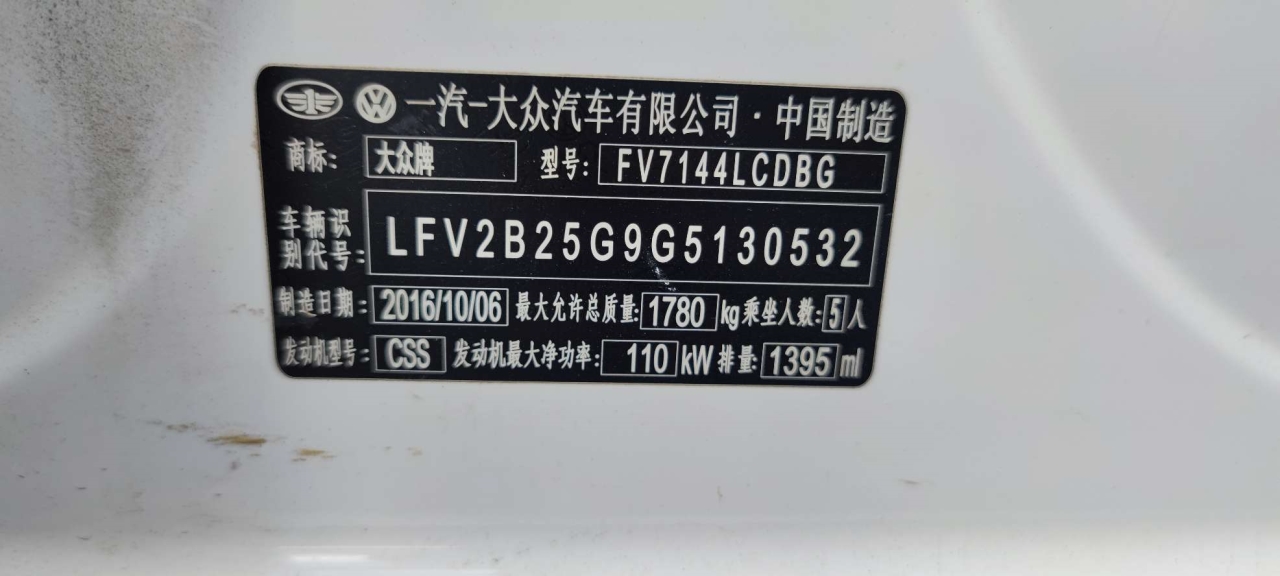 一汽-大众汽车有限公司·中国制造
商标: 大众牌 型号: FV7144LCDBG
车辆识别代号: LFV2B25G9G5130532
制造日期: 2016/10/06 最大允许总质量: 1780 kg 乘坐人数: 5 人
发动机型号: CSS 发动机最大净功率: 110 kW 排量: 1395 ml